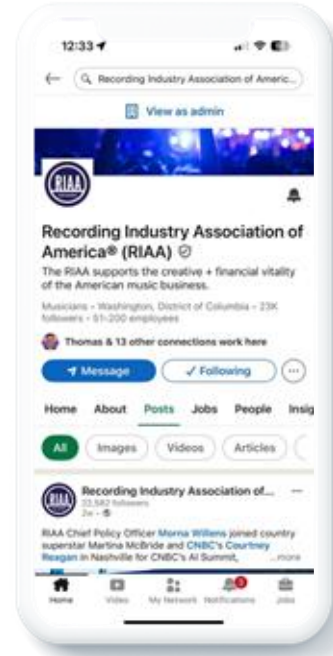 12:33
Recording Industry Association of Americ...
View as admin
RIAA
Recording Industry Association of
America® (RIAA)
The RIAA supports the creative + financial vitality
of the American music business.
Musicians • Washington, District of Columbia • 23K
followers • 51-200 employees
Thomas & 13 other connections work here
Message
✓ Following
Home About Posts Jobs People Insig
All Images Videos Articles
RIAA
Recording Industry Association of...
followers
2w
RIAA Chief Policy Officer Morna Willens joined country
superstar Martina McBride and CNBC's Courtney
Reagan in Nashville for CNBC's AI Summit, ...more
Home Video My Network Notifications Jobs